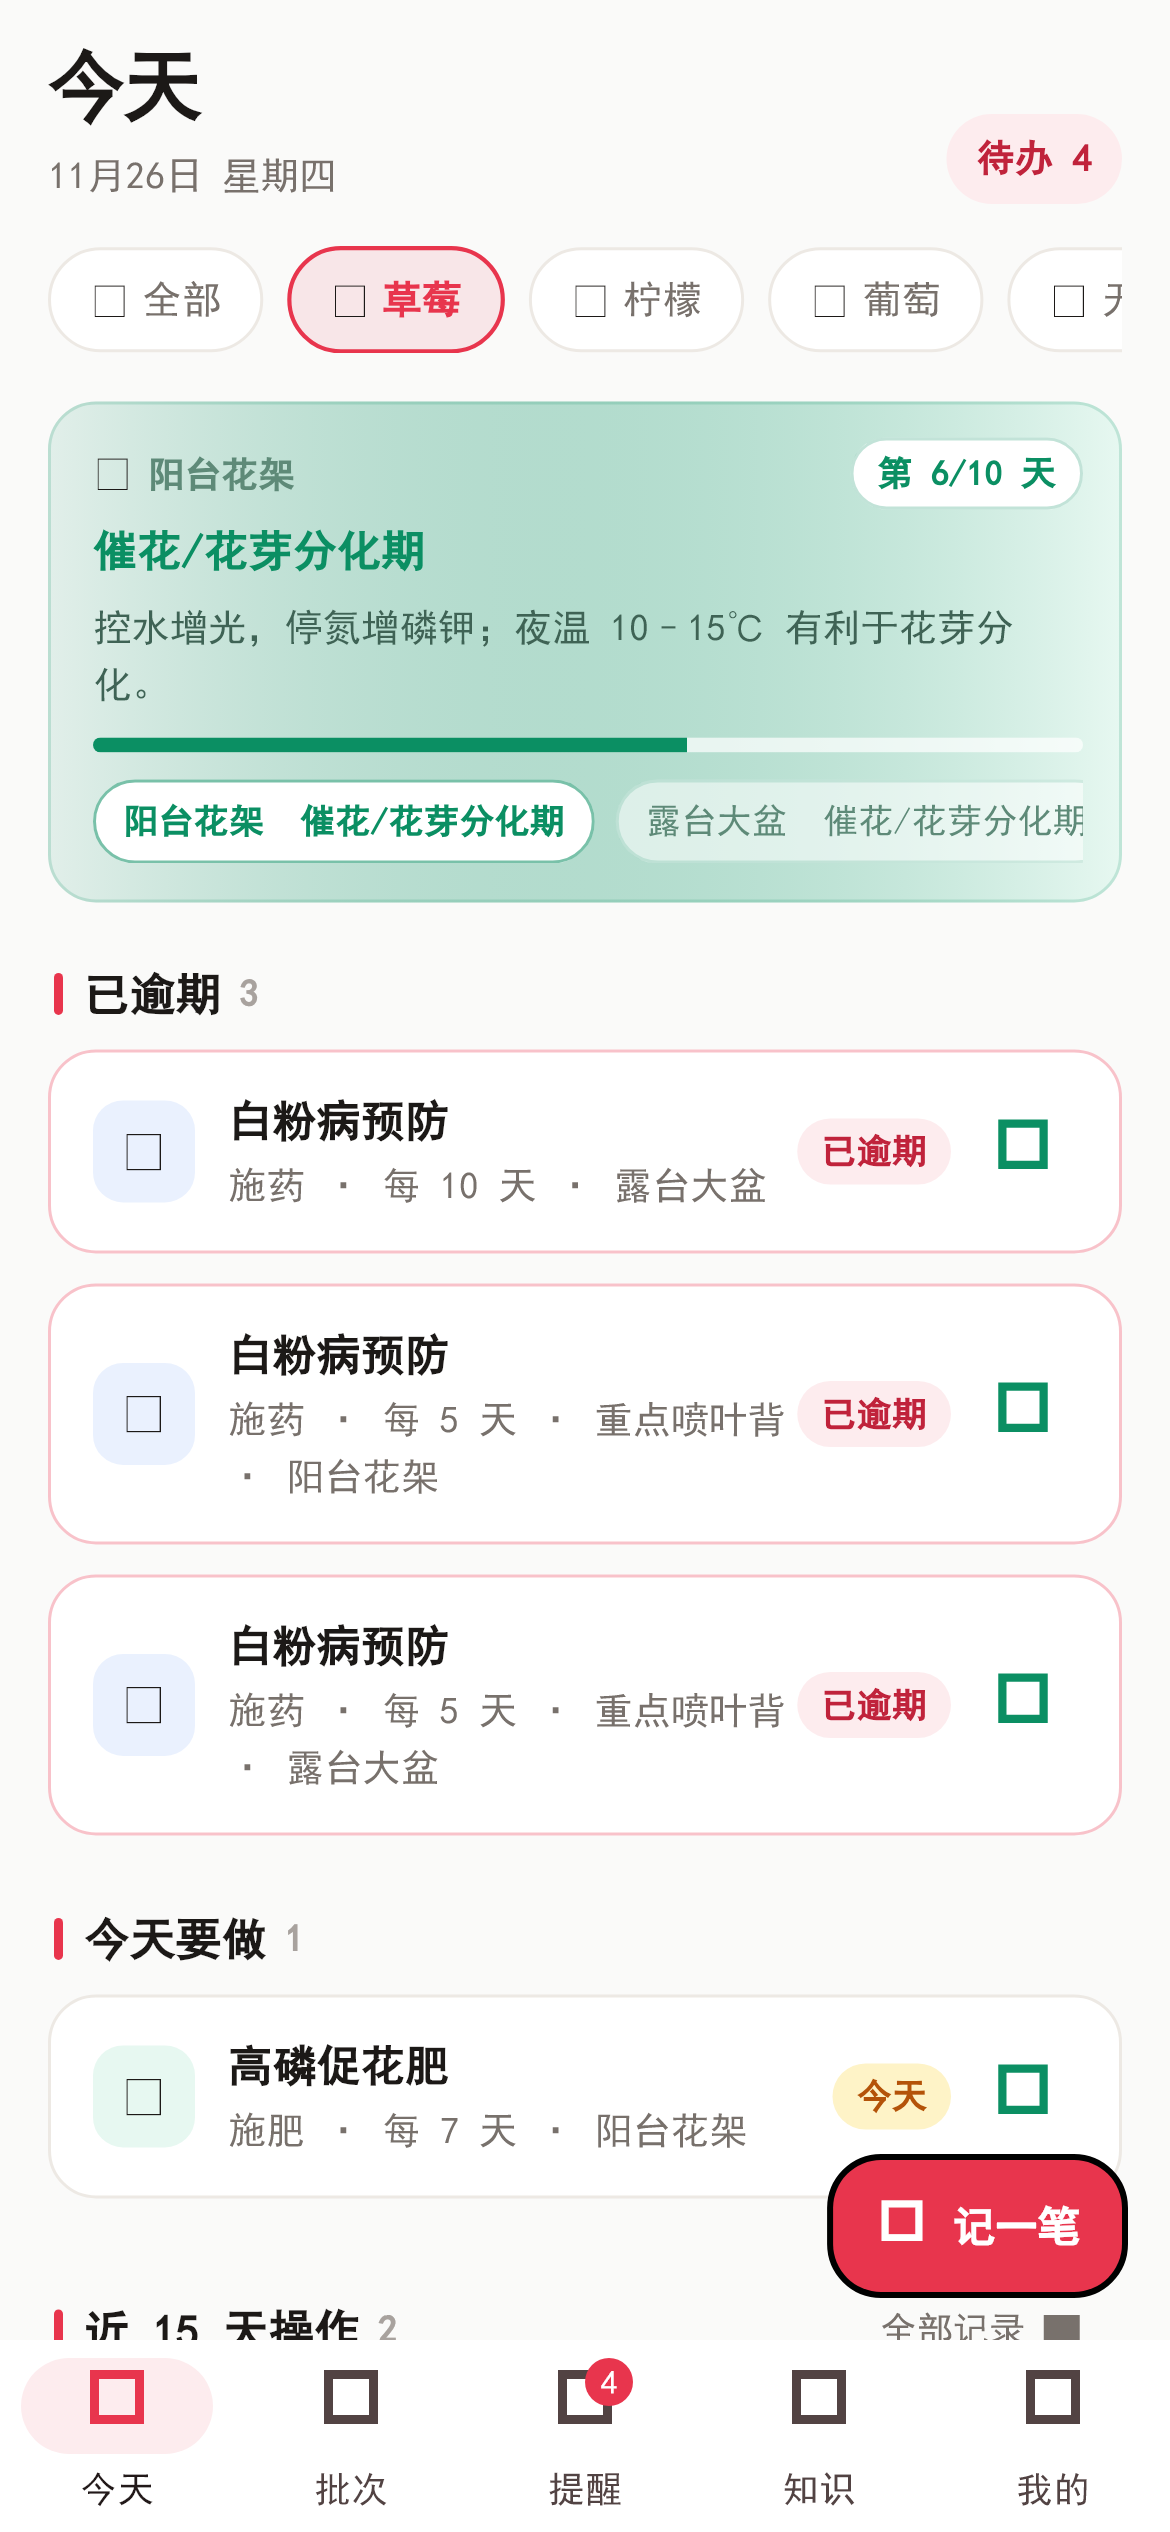 今天
11月26日 星期四
待办 4
全部
草莓
柠檬
葡萄
阳台花架
第 6/10 天
催花/花芽分化期
控水增光，停氮增磷钾；夜温 10–15℃ 有利于花芽分
化。
阳台花架 催花/花芽分化期
露台大盆 催花/花芽分化期
已逾期 3
白粉病预防
施药 · 每 10 天 · 露台大盆
已逾期
白粉病预防
施药 · 每 5 天 · 重点喷叶背
· 阳台花架
已逾期
白粉病预防
施药 · 每 5 天 · 重点喷叶背
· 露台大盆
已逾期
今天要做 1
高磷促花肥
施肥 · 每 7 天 · 阳台花架
今天
记一笔
近 15 天操作 2
全部记录
4
今天
批次
提醒
知识
我的